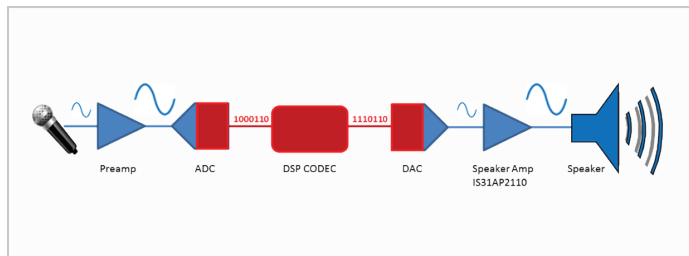 1000110
1110110
Preamp
ADC
DSP CODEC
DAC
Speaker Amp
IS31AP2110
Speaker